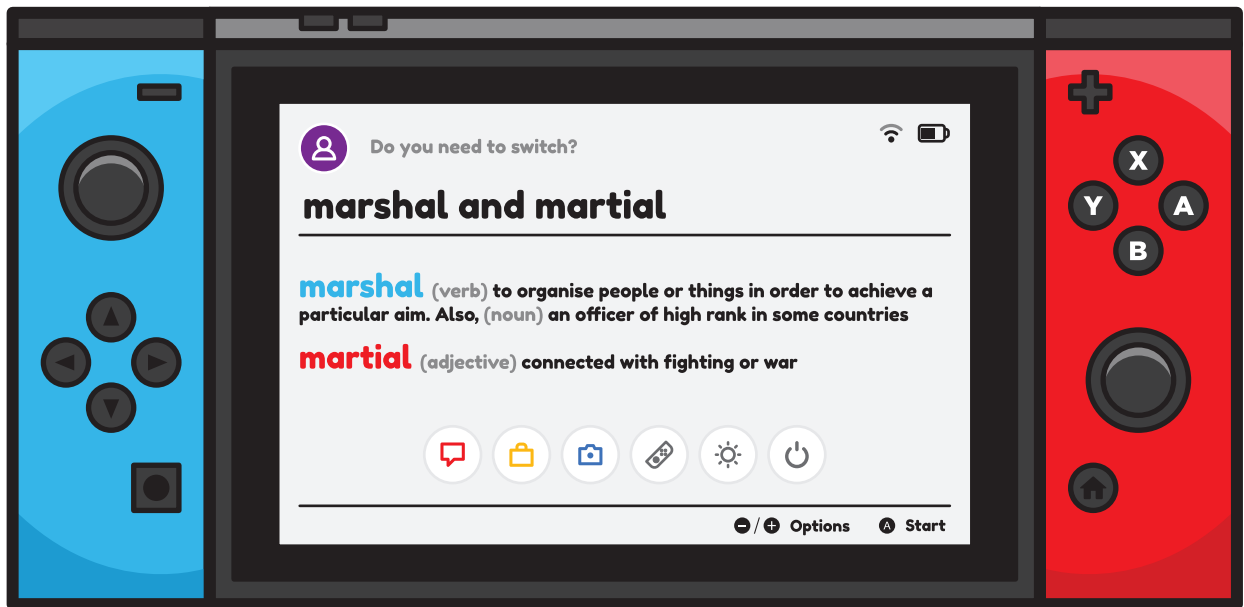 Do you need to switch?
marshal and martial
marshal (verb) to organise people or things in order to achieve a
particular aim. Also, (noun) an officer of high rank in some countries
martial (adjective) connected with fighting or war
X
Y
A
B
/ Options
A Start